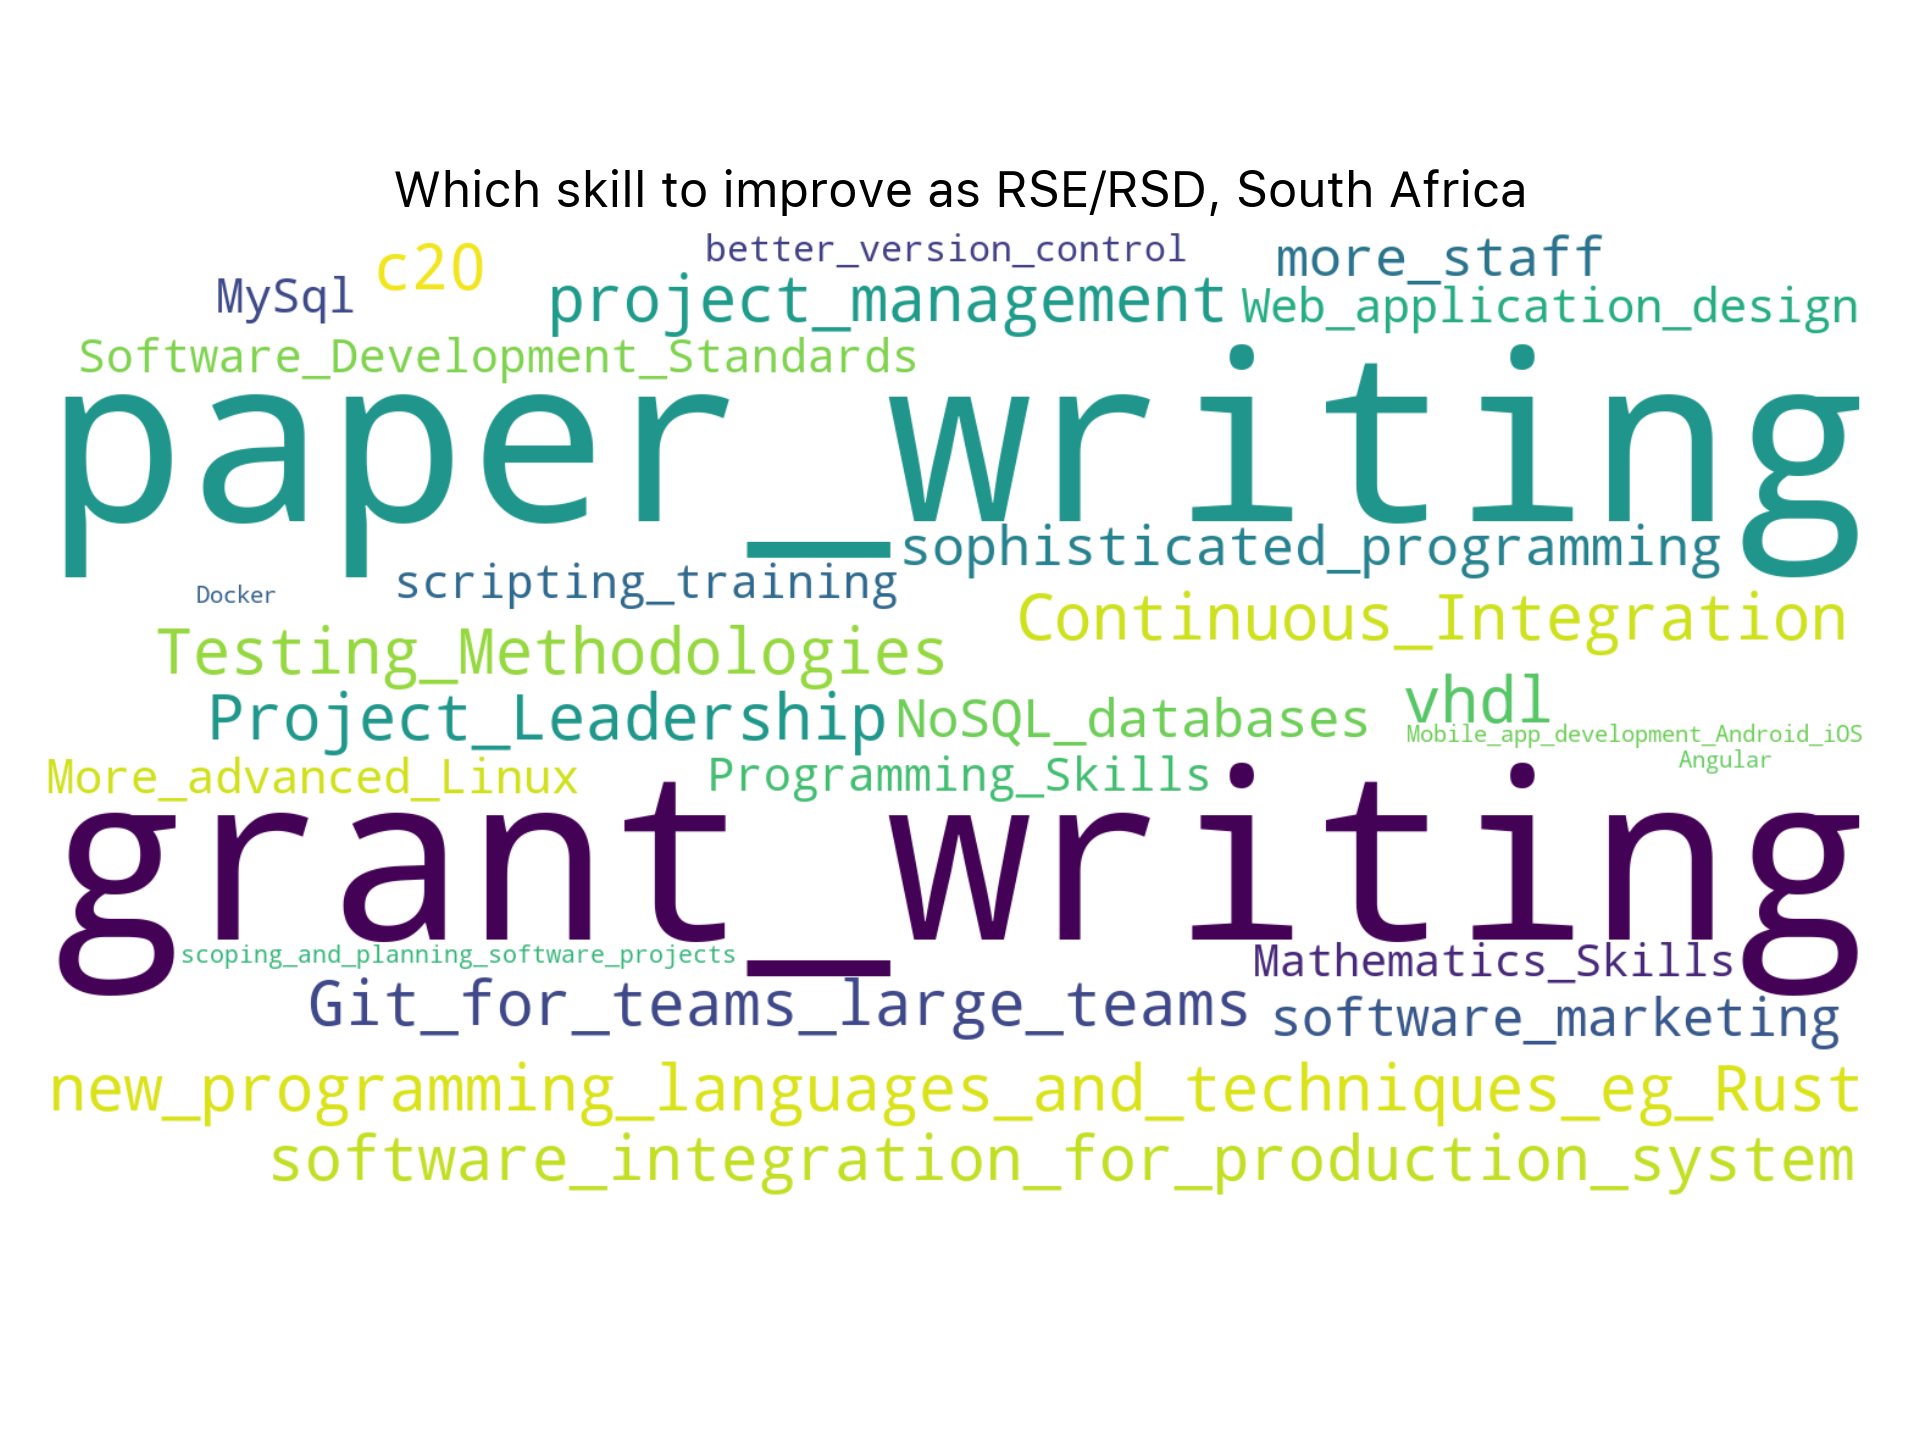 Which skill to improve as RSE/RSD, South Africa
better_version_control
more_staff
c20
MySql
project_management
Web_application_design
Software_Development_Standards
paper_writing
sophisticated_programming
scripting_training
Docker
Continuous_Integration
Testing_Methodologies
vhdl
Project_Leadership
NoSQL_databases
Mobile_app_development_Android_iOS
Angular
More_advanced_Linux
Programming_Skills
grant_writing
scoping_and_planning_software_projects
Mathematics_Skills
Git_for_teams_large_teams
software_marketing
new_programming_languages_and_techniques_eg_Rust
software_integration_for_production_system